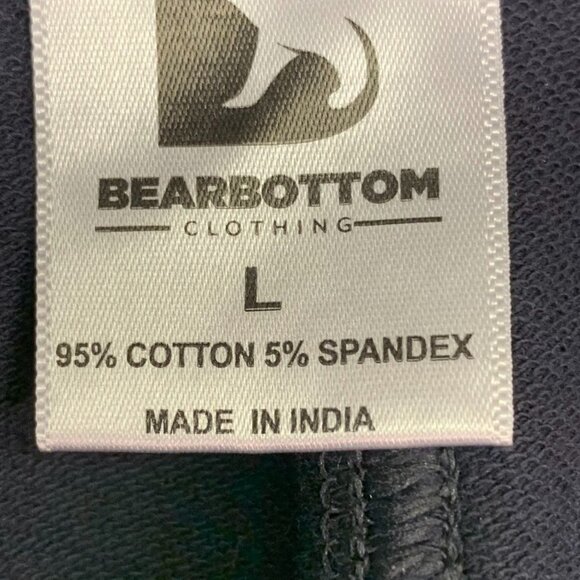 BEARBOTTOM
CLOTHING
L
95% COTTON 5% SPANDEX
MADE IN INDIA